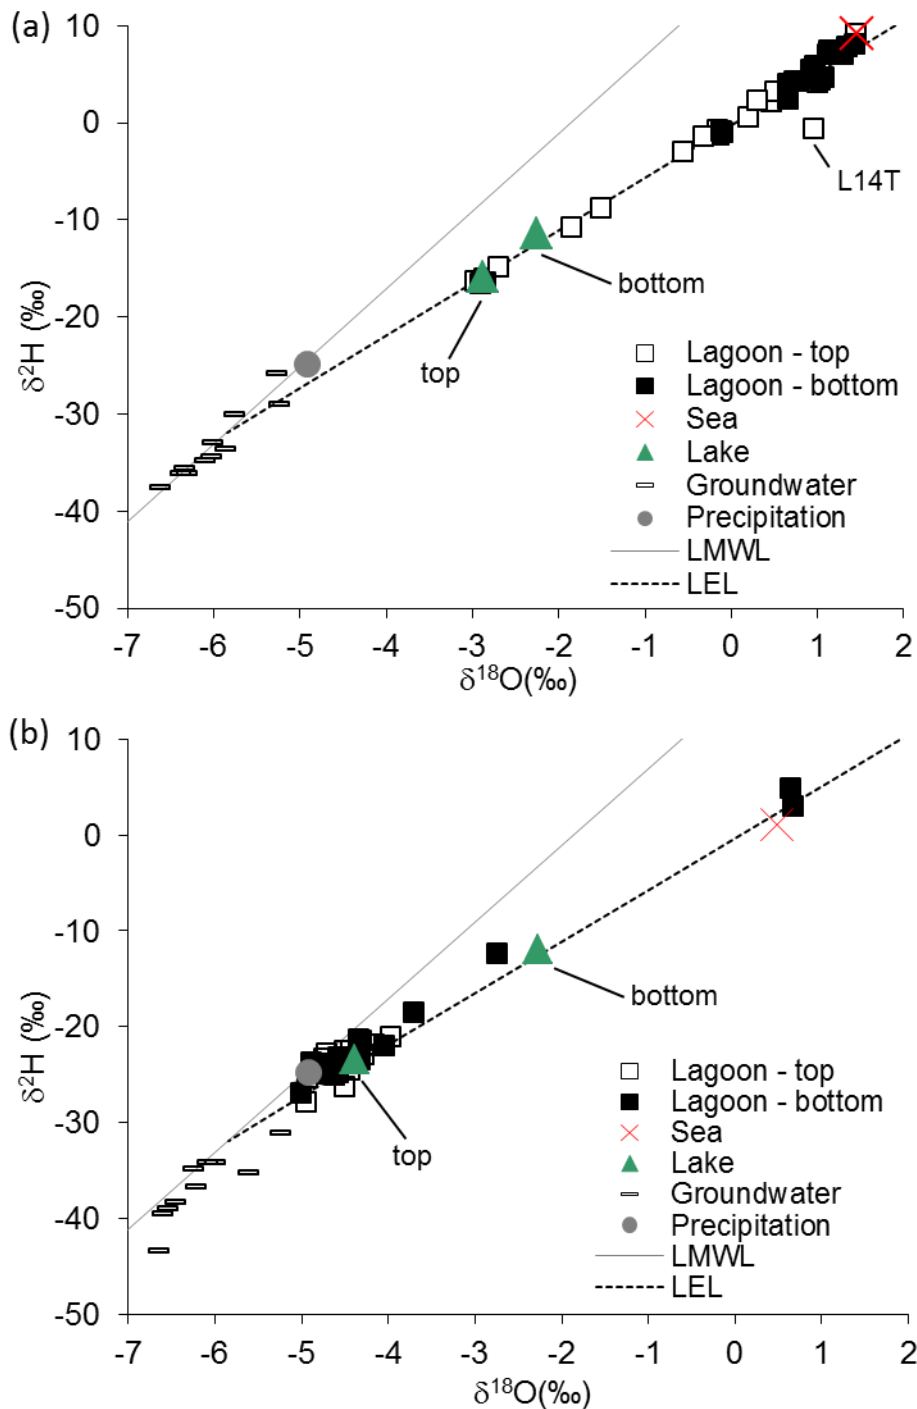 (a)
10
0
-10
-20
-30
-40
-50
δ²H (‰)
L14T
bottom
top
Lagoon - top
Lagoon - bottom
Sea
Lake
Groundwater
Precipitation
LMWL
LEL
-7 -6 -5 -4 -3 -2 -1 0 1 2
δ¹⁸O(‰)
(b)
10
0
-10
-20
-30
-40
-50
δ²H (‰)
bottom
top
Lagoon - top
Lagoon - bottom
Sea
Lake
Groundwater
Precipitation
LMWL
LEL
-7 -6 -5 -4 -3 -2 -1 0 1 2
δ¹⁸O(‰)